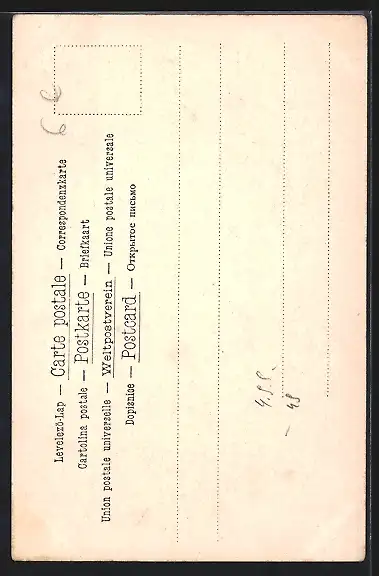 Levelező-Lap — Carte postale — Correspondenzkarte
Cartolina postale — Postkarte — Briefkaart
Union postale universelle — Weltpostverein — Unione postale universale
Dopisnice — Postcard — Открытое письмо